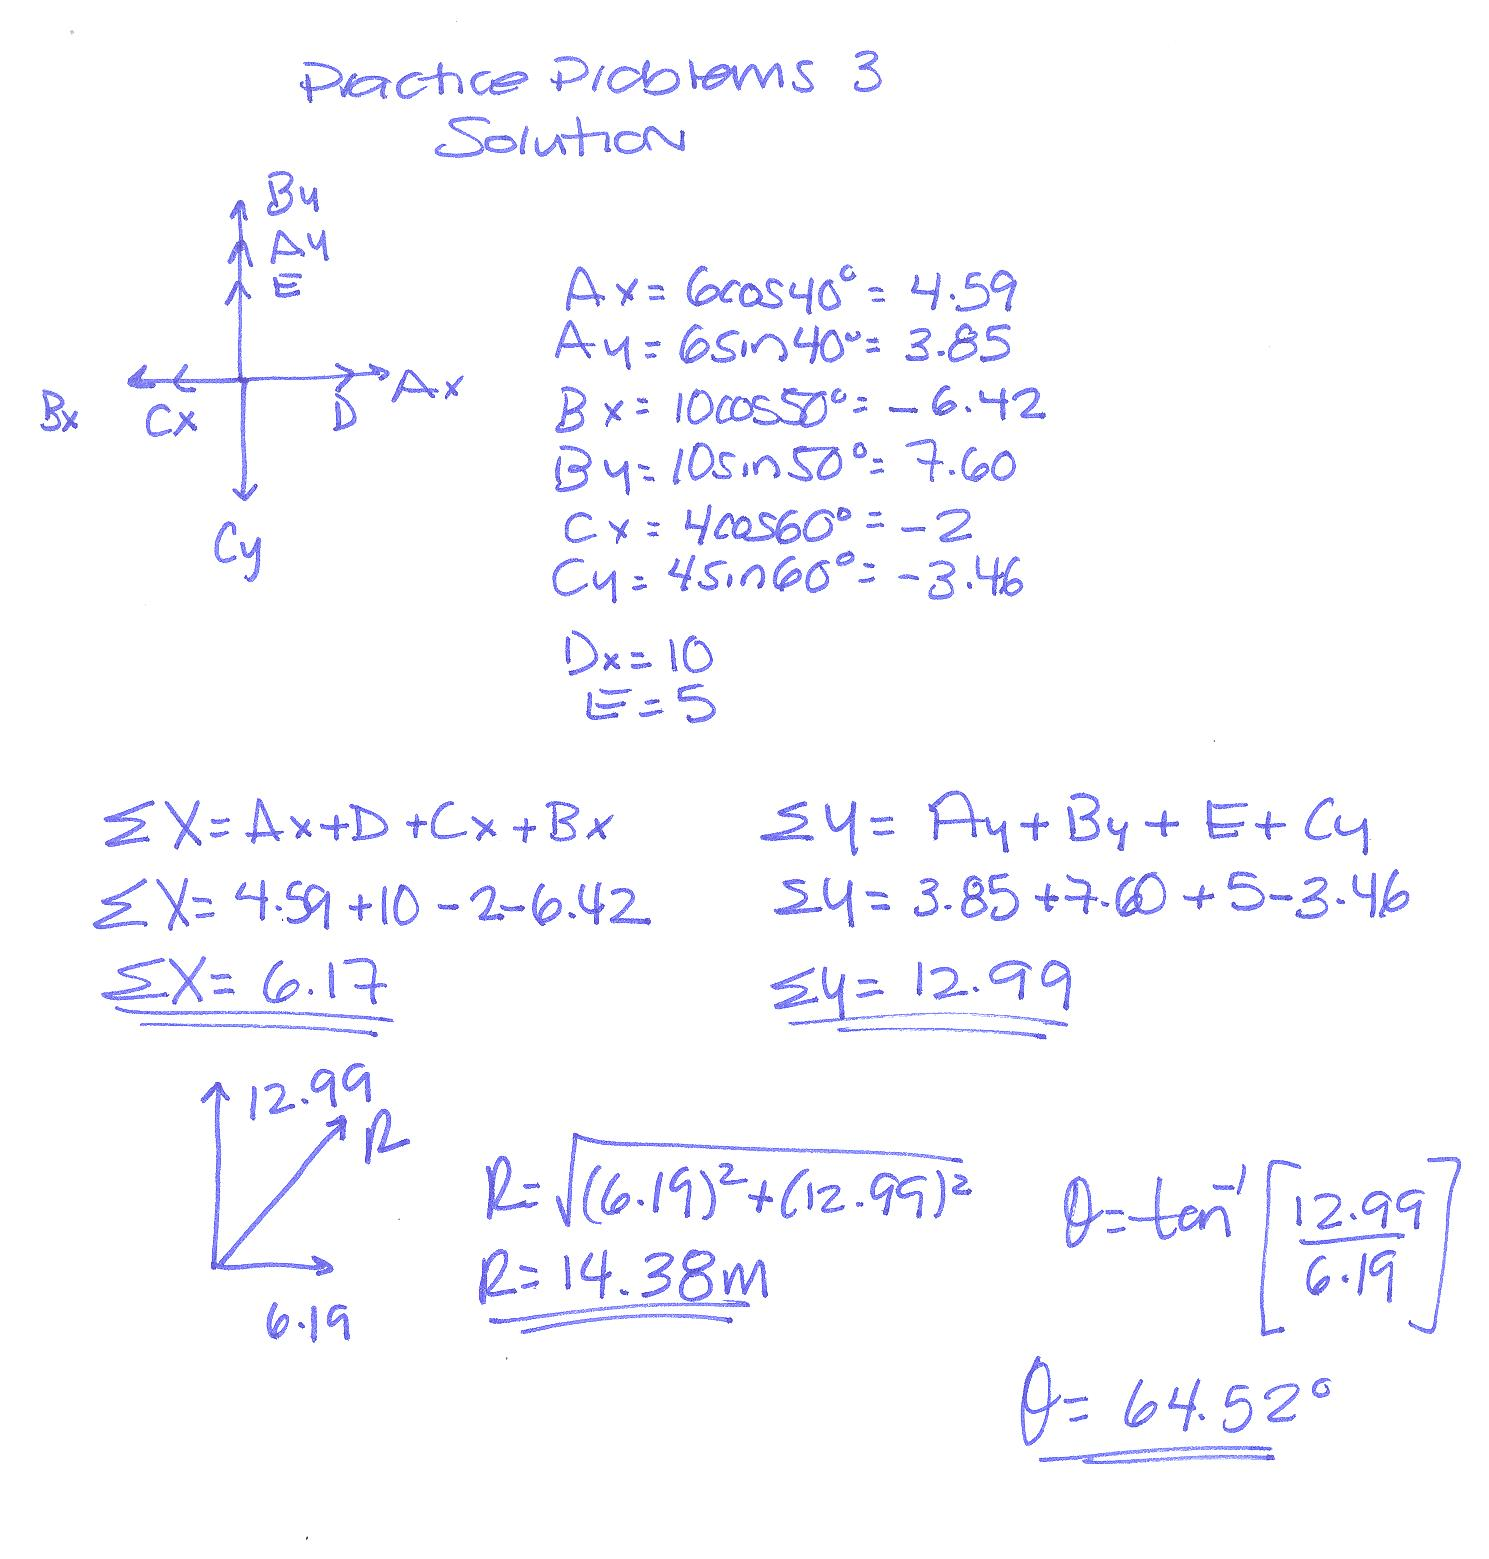 Practice Problems 3
Solution
By
Ay
E
Bx
Cx
D
Ax
Cy
Ax = 6cos40° = 4.59
Ay = 6sin40° = 3.85
Bx = 10cos50° = -6.42
By = 10sin50° = 7.60
Cx = 4cos60° = -2
Cy = 4sin60° = -3.46
Dx = 10
E = 5
ΣX = Ax+D+Cx+Bx
ΣX = 4.59+10-2-6.42
ΣX = 6.17
Σy = Ay+By+E+Cy
Σy = 3.85+7.60+5-3.46
Σy = 12.99
12.99
R
6.19
R = √(6.19)²+(12.99)²
R = 14.38m
θ = tan⁻¹ [12.99/6.19]
θ = 64.52°